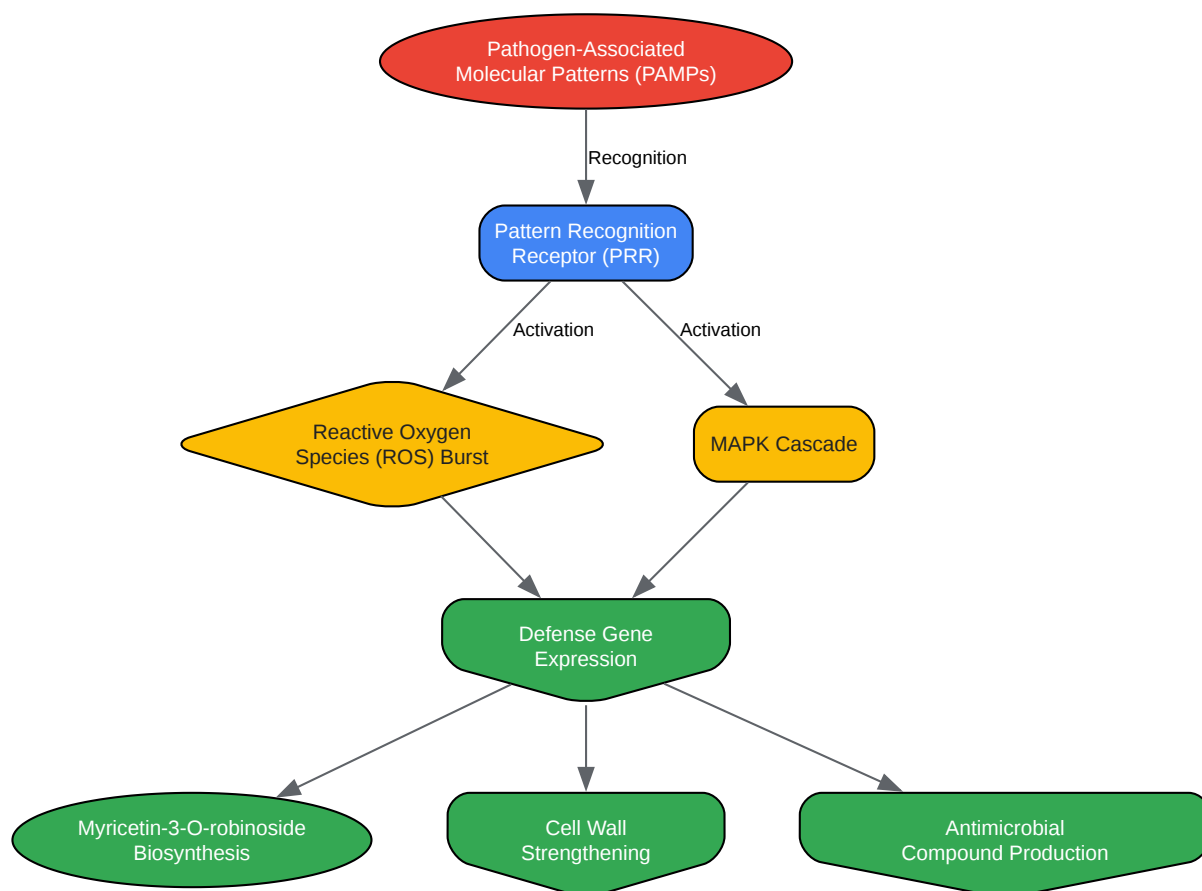 Pathogen-Associated
Molecular Patterns (PAMPs)
Recognition
Pattern Recognition
Receptor (PRR)
Activation
Activation
Reactive Oxygen
Species (ROS) Burst
MAPK Cascade
Defense Gene
Expression
Myricetin-3-O-robinoside
Biosynthesis
Cell Wall
Strengthening
Antimicrobial
Compound Production